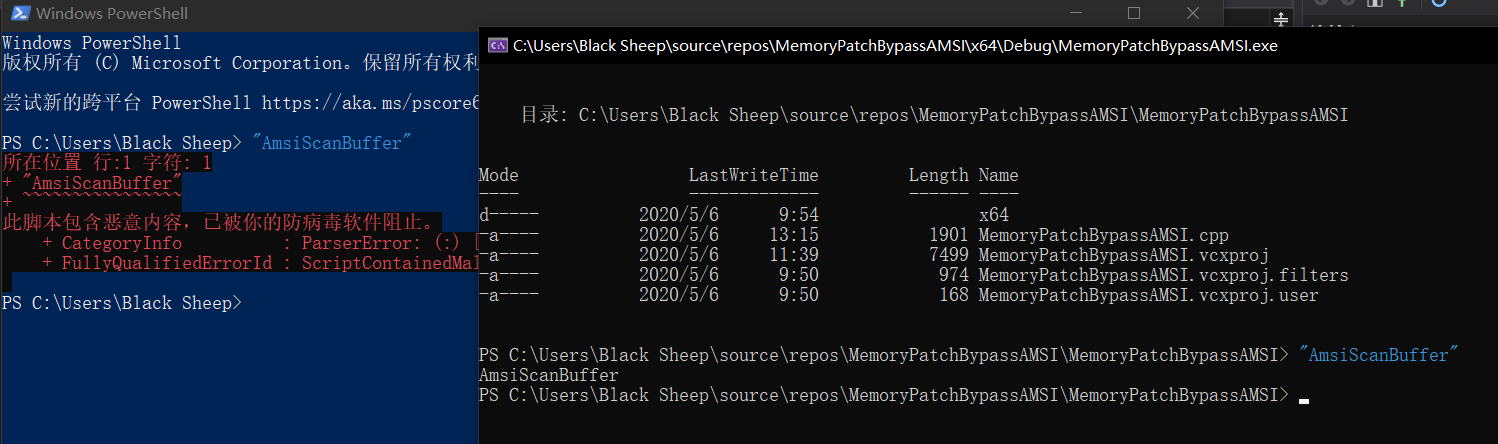 Windows PowerShell
Windows PowerShell
版权所有 (C) Microsoft Corporation。保留所有权利
尝试新的跨平台 PowerShell https://aka.ms/pscore6
PS C:\Users\Black Sheep> "AmsiScanBuffer"
所在位置 行:1 字符: 1
+ "AmsiScanBuffer"
+ ~~~~~~~~~~~~~~~~
此脚本包含恶意内容，已被你的防病毒软件阻止。
+ CategoryInfo : ParserError: (:) [
+ FullyQualifiedErrorId : ScriptContainedMal
PS C:\Users\Black Sheep>
C:\Users\Black Sheep\source\repos\MemoryPatchBypassAMSI\x64\Debug\MemoryPatchBypassAMSI.exe
目录: C:\Users\Black Sheep\source\repos\MemoryPatchBypassAMSI\MemoryPatchBypassAMSI
Mode LastWriteTime Length Name
---- ------------- ------ ----
d----- 2020/5/6 9:54 x64
-a---- 2020/5/6 13:15 1901 MemoryPatchBypassAMSI.cpp
-a---- 2020/5/6 11:39 7499 MemoryPatchBypassAMSI.vcxproj
-a---- 2020/5/6 9:50 974 MemoryPatchBypassAMSI.vcxproj.filters
-a---- 2020/5/6 9:50 168 MemoryPatchBypassAMSI.vcxproj.user
PS C:\Users\Black Sheep\source\repos\MemoryPatchBypassAMSI\MemoryPatchBypassAMSI> "AmsiScanBuffer"
AmsiScanBuffer
PS C:\Users\Black Sheep\source\repos\MemoryPatchBypassAMSI\MemoryPatchBypassAMSI>